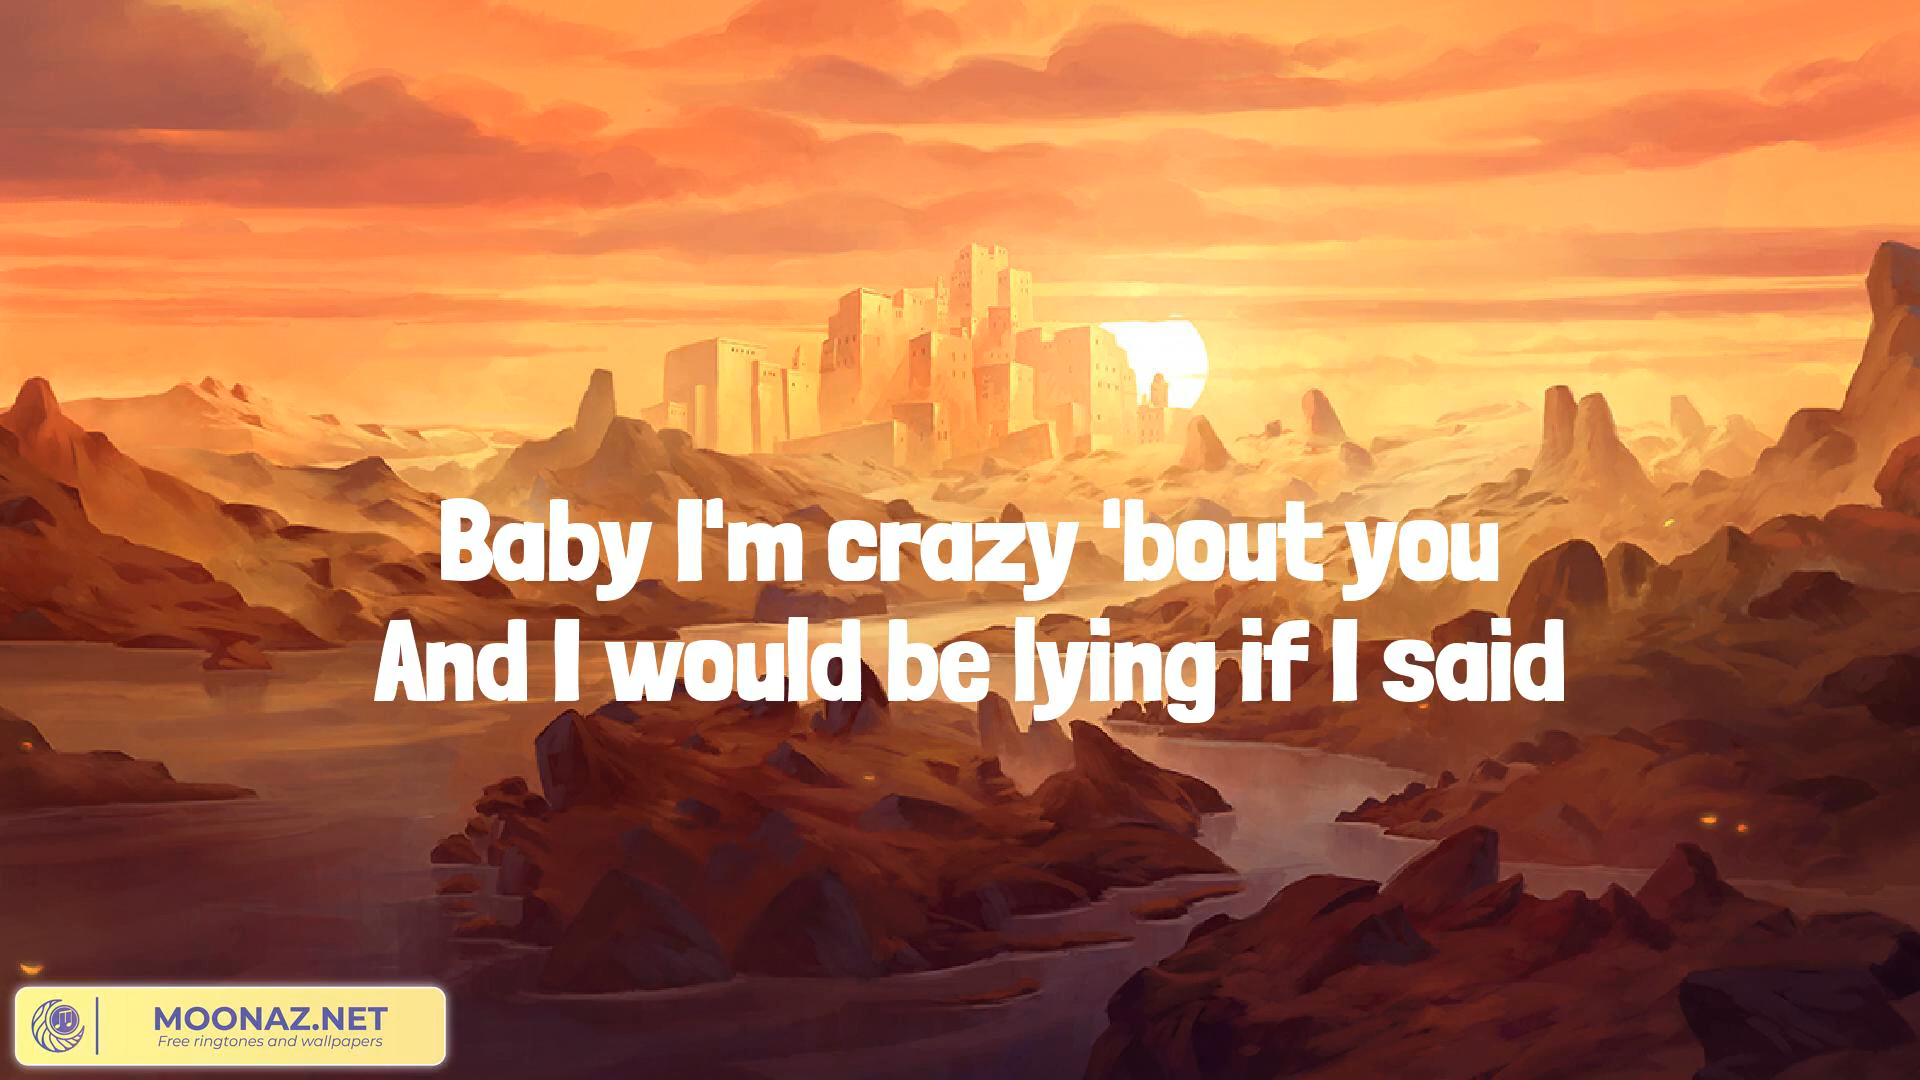 Baby I'm crazy 'bout you
And I would be lying if I said
MOONAZ.NET
Free ringtones and wallpapers